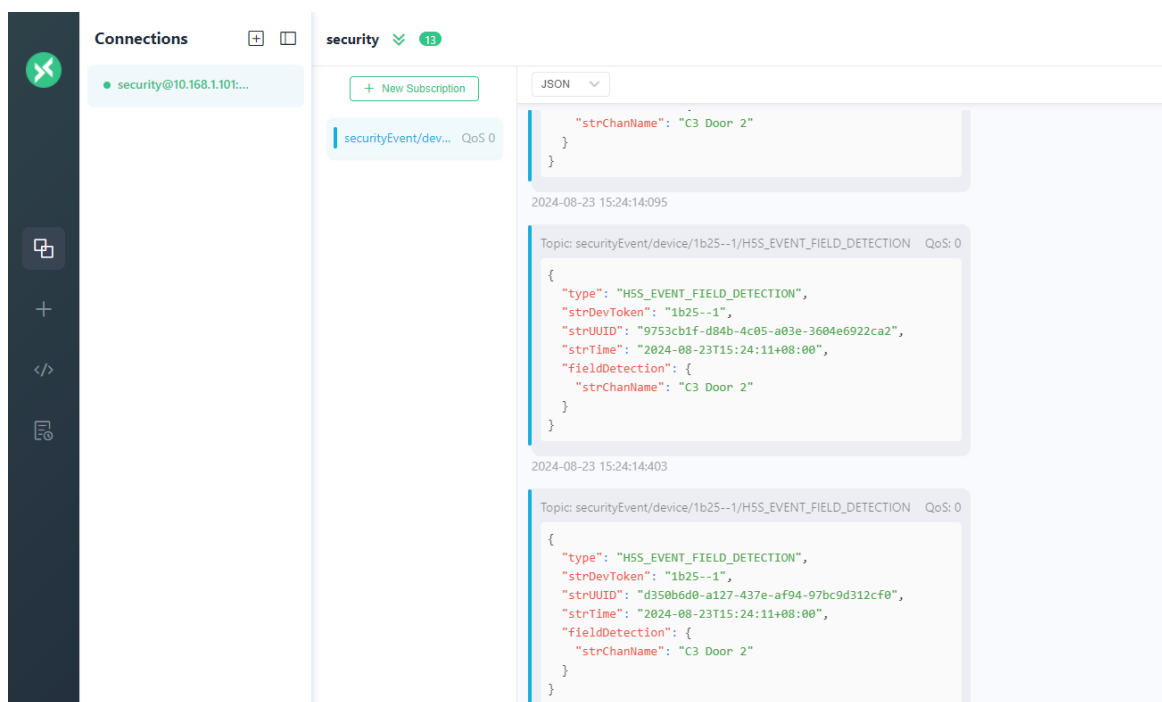 Connections
security 13
security@10.168.1.101:...
+ New Subscription
securityEvent/dev... QoS 0
JSON
"strChanName": "C3 Door 2"
}
}
2024-08-23 15:24:14:095
Topic: securityEvent/device/1b25--1/H5S_EVENT_FIELD_DETECTION QoS: 0
{
"type": "H5S_EVENT_FIELD_DETECTION",
"strDevToken": "1b25--1",
"strUUID": "9753cb1f-d84b-4c05-a03e-3604e6922ca2",
"strTime": "2024-08-23T15:24:11+08:00",
"fieldDetection": {
"strChanName": "C3 Door 2"
}
}
2024-08-23 15:24:14:403
Topic: securityEvent/device/1b25--1/H5S_EVENT_FIELD_DETECTION QoS: 0
{
"type": "H5S_EVENT_FIELD_DETECTION",
"strDevToken": "1b25--1",
"strUUID": "d350b6d0-a127-437e-af94-97bc9d312cf0",
"strTime": "2024-08-23T15:24:11+08:00",
"fieldDetection": {
"strChanName": "C3 Door 2"
}
}